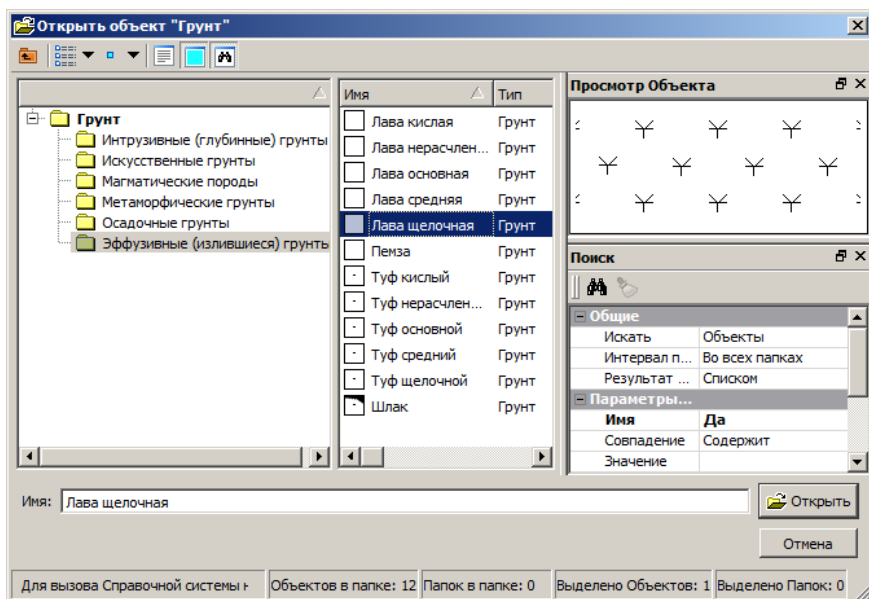 Открыть объект "Грунт"
Грунт
Интрузивные (глубинные) грунты
Искусственные грунты
Магматические породы
Метаморфические грунты
Осадочные грунты
Эффузивные (излившиеся) грунты
Имя Тип
Лава кислая Грунт
Лава нерасчлен... Грунт
Лава основная Грунт
Лава средняя Грунт
Лава щелочная Грунт
Пемза Грунт
Туф кислый Грунт
Туф нерасчлен... Грунт
Туф основной Грунт
Туф средний Грунт
Туф щелочной Грунт
Шлак Грунт
Просмотр Объекта
Поиск
Общие
Искать Объекты
Интервал п... Во всех папках
Результат ... Списком
Параметры...
Имя Да
Совпадение Содержит
Значение
Имя: Лава щелочная
Открыть
Отмена
Для вызова Справочной системы н Объектов в папке: 12 Папок в папке: 0 Выделено Объектов: 1 Выделено Папок: 0